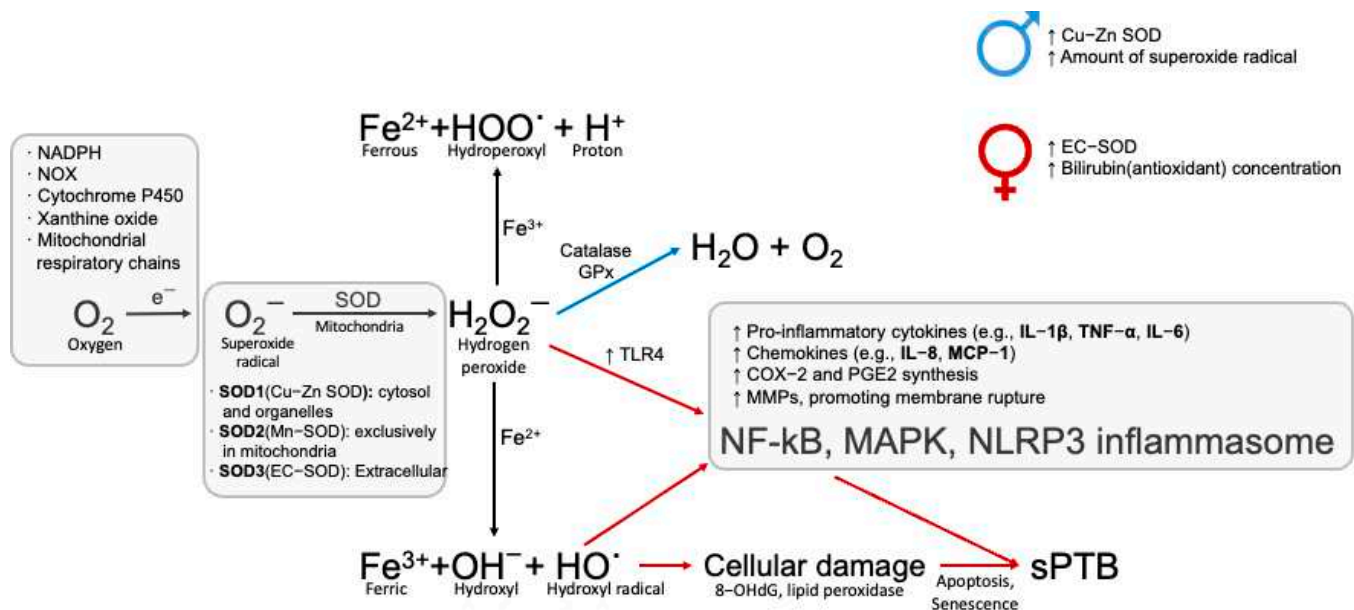 ↑ Cu−Zn SOD
↑ Amount of superoxide radical
↑ EC−SOD
↑ Bilirubin(antioxidant) concentration
Fe²⁺+HOO˙ + H⁺
Ferrous Hydroperoxyl Proton
· NADPH
· NOX
· Cytochrome P450
· Xanthine oxide
· Mitochondrial
respiratory chains
O₂ e⁻
Oxygen
Fe³⁺
Catalase
GPx
H₂O + O₂
O₂⁻ SOD H₂O₂⁻
Mitochondria
Superoxide
radical
Hydrogen
peroxide
· SOD1(Cu−Zn SOD): cytosol
and organelles
· SOD2(Mn−SOD): exclusively
in mitochondria
· SOD3(EC−SOD): Extracellular
↑ TLR4
↑ Pro-inflammatory cytokines (e.g., IL−1β, TNF−α, IL−6)
↑ Chemokines (e.g., IL−8, MCP−1)
↑ COX−2 and PGE2 synthesis
↑ MMPs, promoting membrane rupture
NF-kB, MAPK, NLRP3 inflammasome
Fe²⁺
Fe³⁺+OH⁻+ HO˙
Ferric Hydroxyl Hydroxyl radical
Cellular damage
8−OHdG, lipid peroxidase
Apoptosis,
Senescence
sPTB